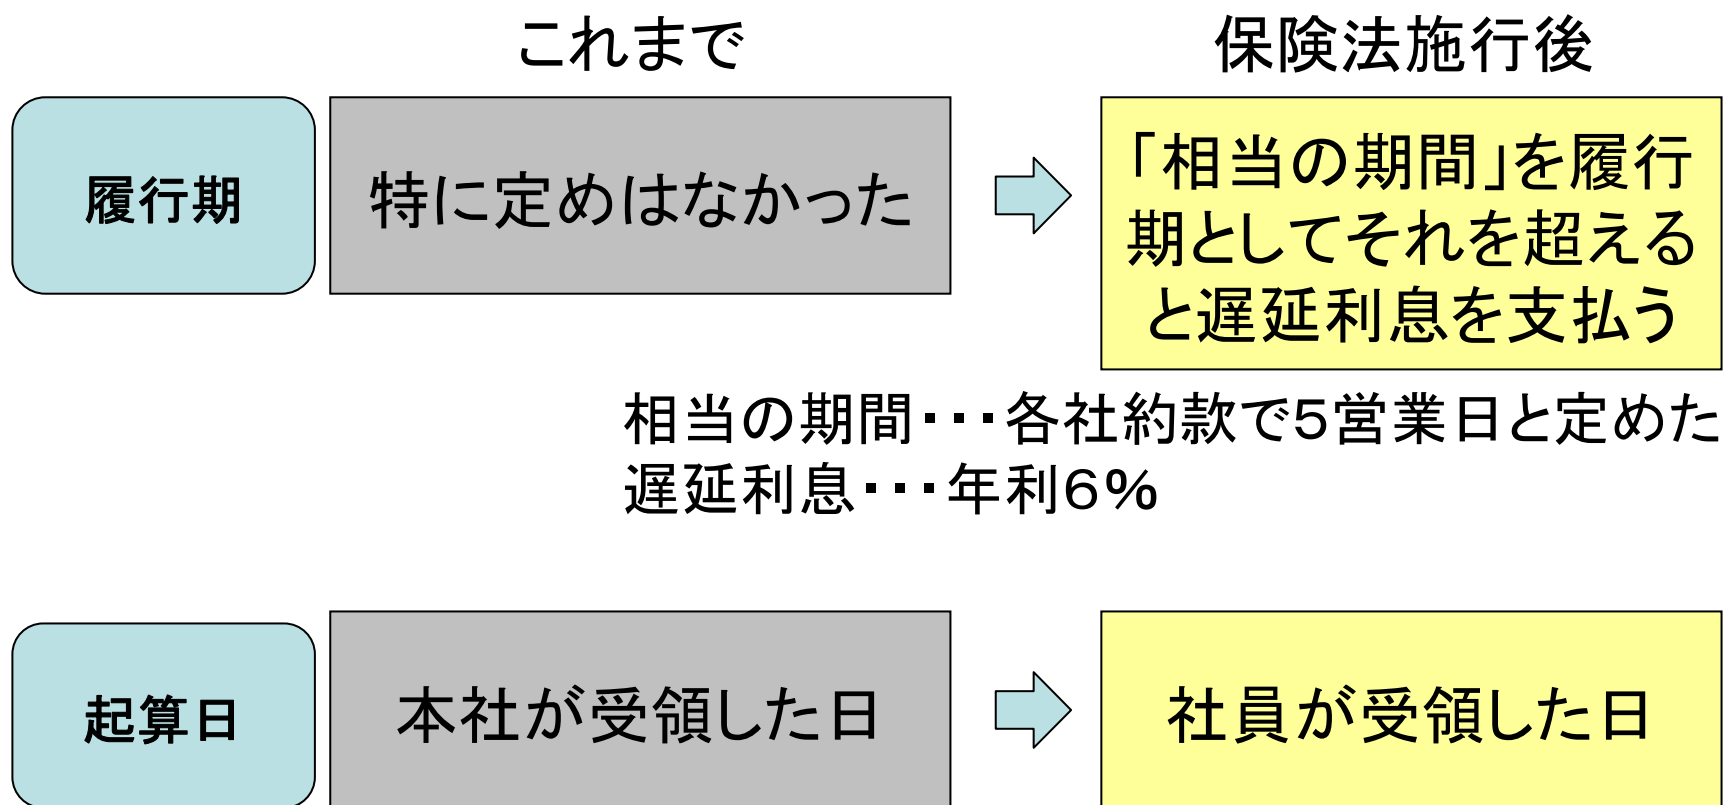 これまで
保険法施行後
履行期
特に定めはなかった
「相当の期間」を履行
期としてそれを超える
と遅延利息を支払う
相当の期間・・・各社約款で５営業日と定めた
遅延利息・・・年利６％
起算日
本社が受領した日
社員が受領した日